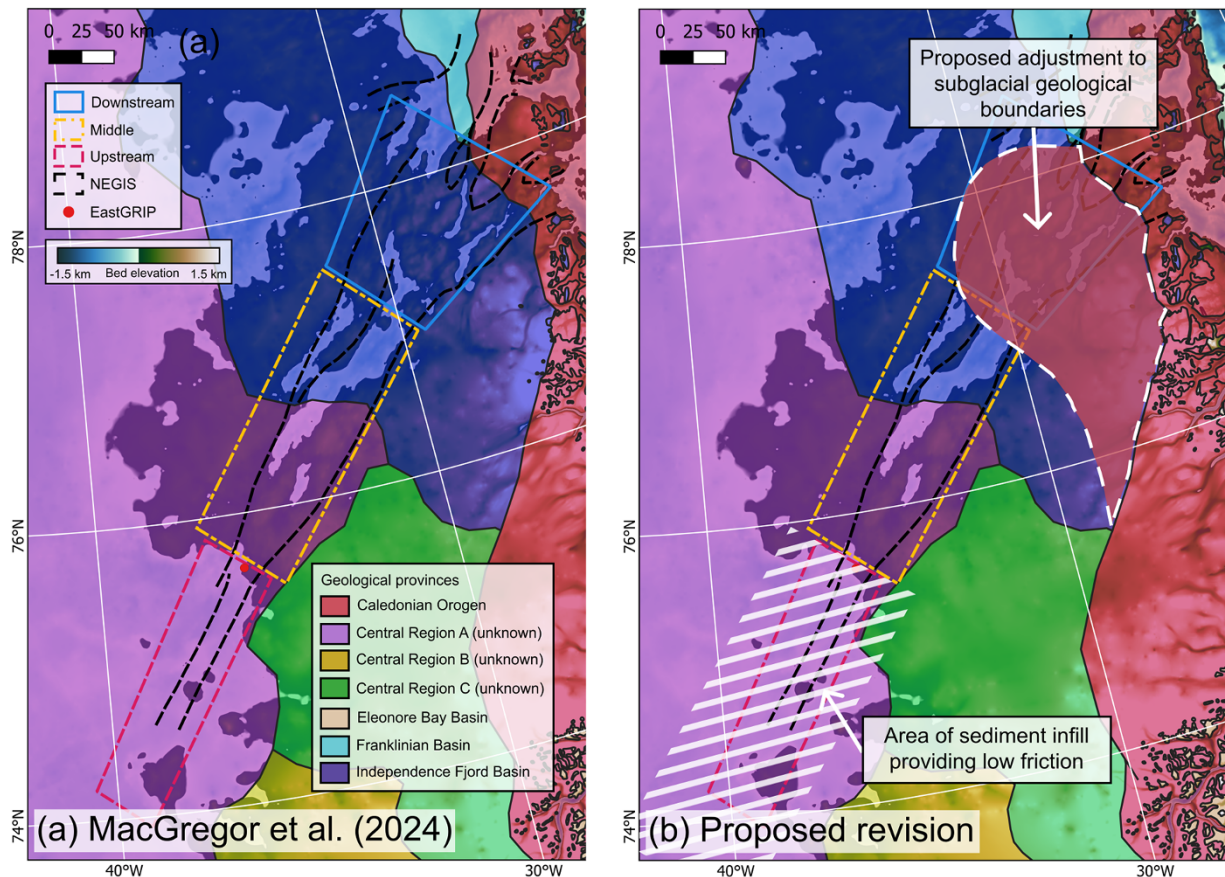 0 25 50 km
(a)
Downstream
Middle
Upstream
NEGIS
EastGRIP
-1.5 km Bed elevation 1.5 km
78°N
76°N
74°N
Geological provinces
Caledonian Orogen
Central Region A (unknown)
Central Region B (unknown)
Central Region C (unknown)
Eleonore Bay Basin
Franklinian Basin
Independence Fjord Basin
(a) MacGregor et al. (2024)
40°W
30°W
0 25 50 km
Proposed adjustment to
subglacial geological
boundaries
78°N
76°N
74°N
Area of sediment infill
providing low friction
(b) Proposed revision
40°W
30°W